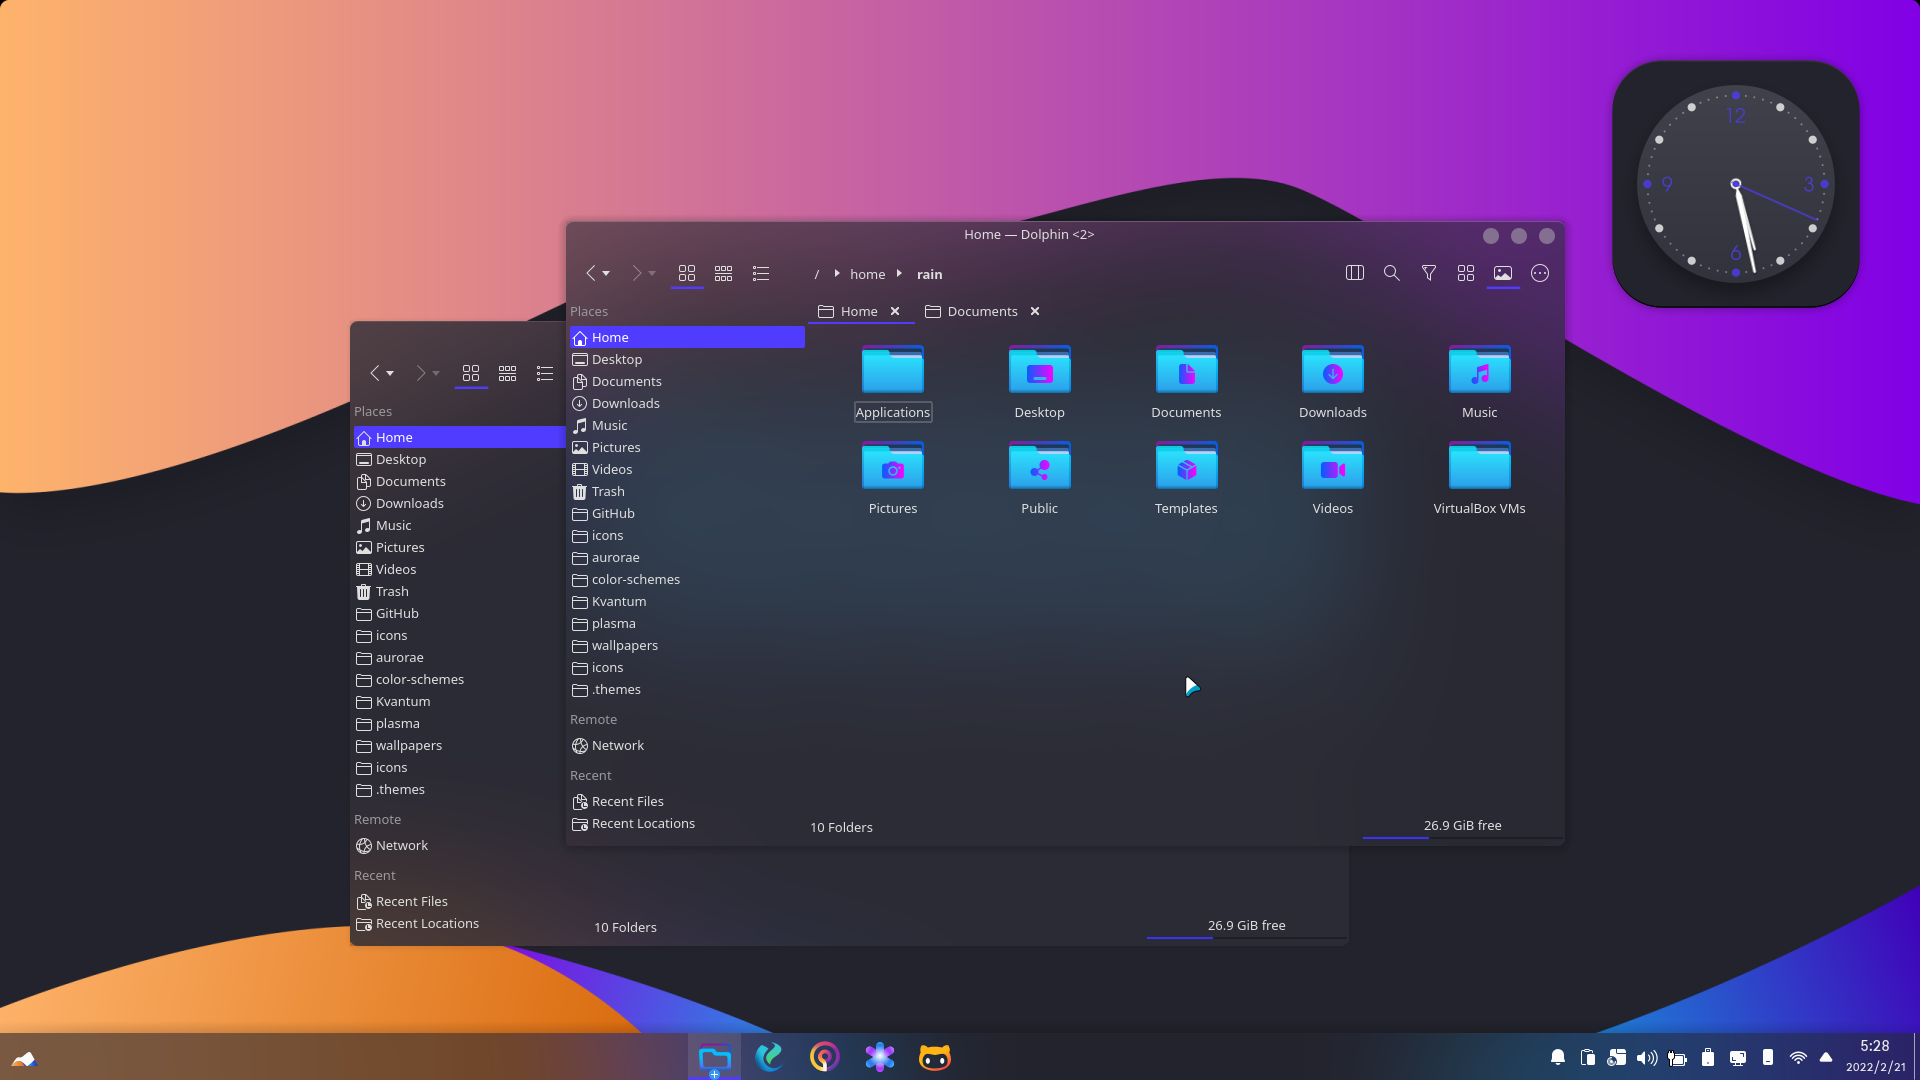 12
9
3
6
Home — Dolphin <2>
/ home rain
Places
Home
Documents
Home
Desktop
Documents
Downloads
Music
Pictures
Videos
Trash
GitHub
icons
aurorae
color-schemes
Kvantum
plasma
wallpapers
icons
.themes
Remote
Network
Recent
Recent Files
Recent Locations
Applications
Desktop
Documents
Downloads
Music
Pictures
Public
Templates
Videos
VirtualBox VMs
10 Folders
26.9 GiB free
Places
Home
Desktop
Documents
Downloads
Music
Pictures
Videos
Trash
GitHub
icons
aurorae
color-schemes
Kvantum
plasma
wallpapers
icons
.themes
Remote
Network
Recent
Recent Files
Recent Locations
10 Folders
26.9 GiB free
5:28
2022/2/21